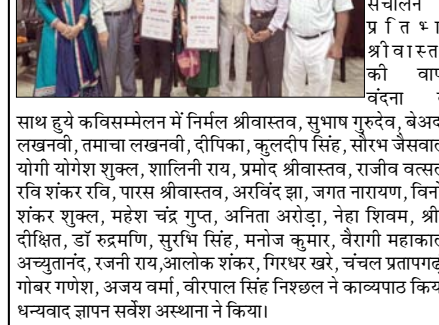 संचालन
प्रतिभा
श्रीवास्त
की वाण
वंदना
साथ हुये कविसम्मेलन में निर्मल श्रीवास्तव, सुभाष गुरुदेव, बेअद
लखनवी, तमाचा लखनवी, दीपिका, कुलदीप सिंह, सौरभ जैसवाल
योगी योगेश शुक्ल, शालिनी राय, प्रमोद श्रीवास्तव, राजीव वत्सल
रवि शंकर रवि, पारस श्रीवास्तव, अरविंद झा, जगत नारायण, विनो
शंकर शुक्ल, महेश चंद्र गुप्त, अनिता अरोड़ा, नेहा शिवम, श्री
दीक्षित, डॉ रुद्रमणि, सुरभि सिंह, मनोज कुमार, वैरागी महाकाल
अच्युतानंद, रजनी राय,आलोक शंकर, गिरधर खरे, चंचल प्रतापगढ़
गोबर गणेश, अजय वर्मा, वीरपाल सिंह निश्छल ने काव्यपाठ किय
धन्यवाद ज्ञापन सर्वेश अस्थाना ने किया।